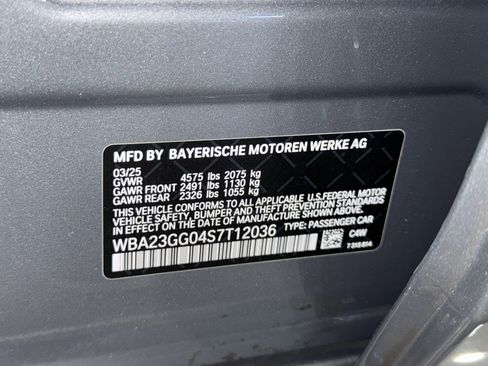 MFD BY BAYERISCHE MOTOREN WERKE AG
03/25
GVWR 4575 lbs 2075 kg
GAWR FRONT 2491 lbs 1130 kg
GAWR REAR 2326 lbs 1055 kg
THIS VEHICLE CONFORMS TO ALL APPLICABLE U.S.FEDERAL MOTOR
VEHICLE SAFETY, BUMPER, AND THEFT PREVENTION STANDARDS IN
EFFECT ON THE DATE OF MANUFACTURE SHOWN ABOVE.
WBA23GG04S7T12036 TYPE: PASSENGER CAR
C4W